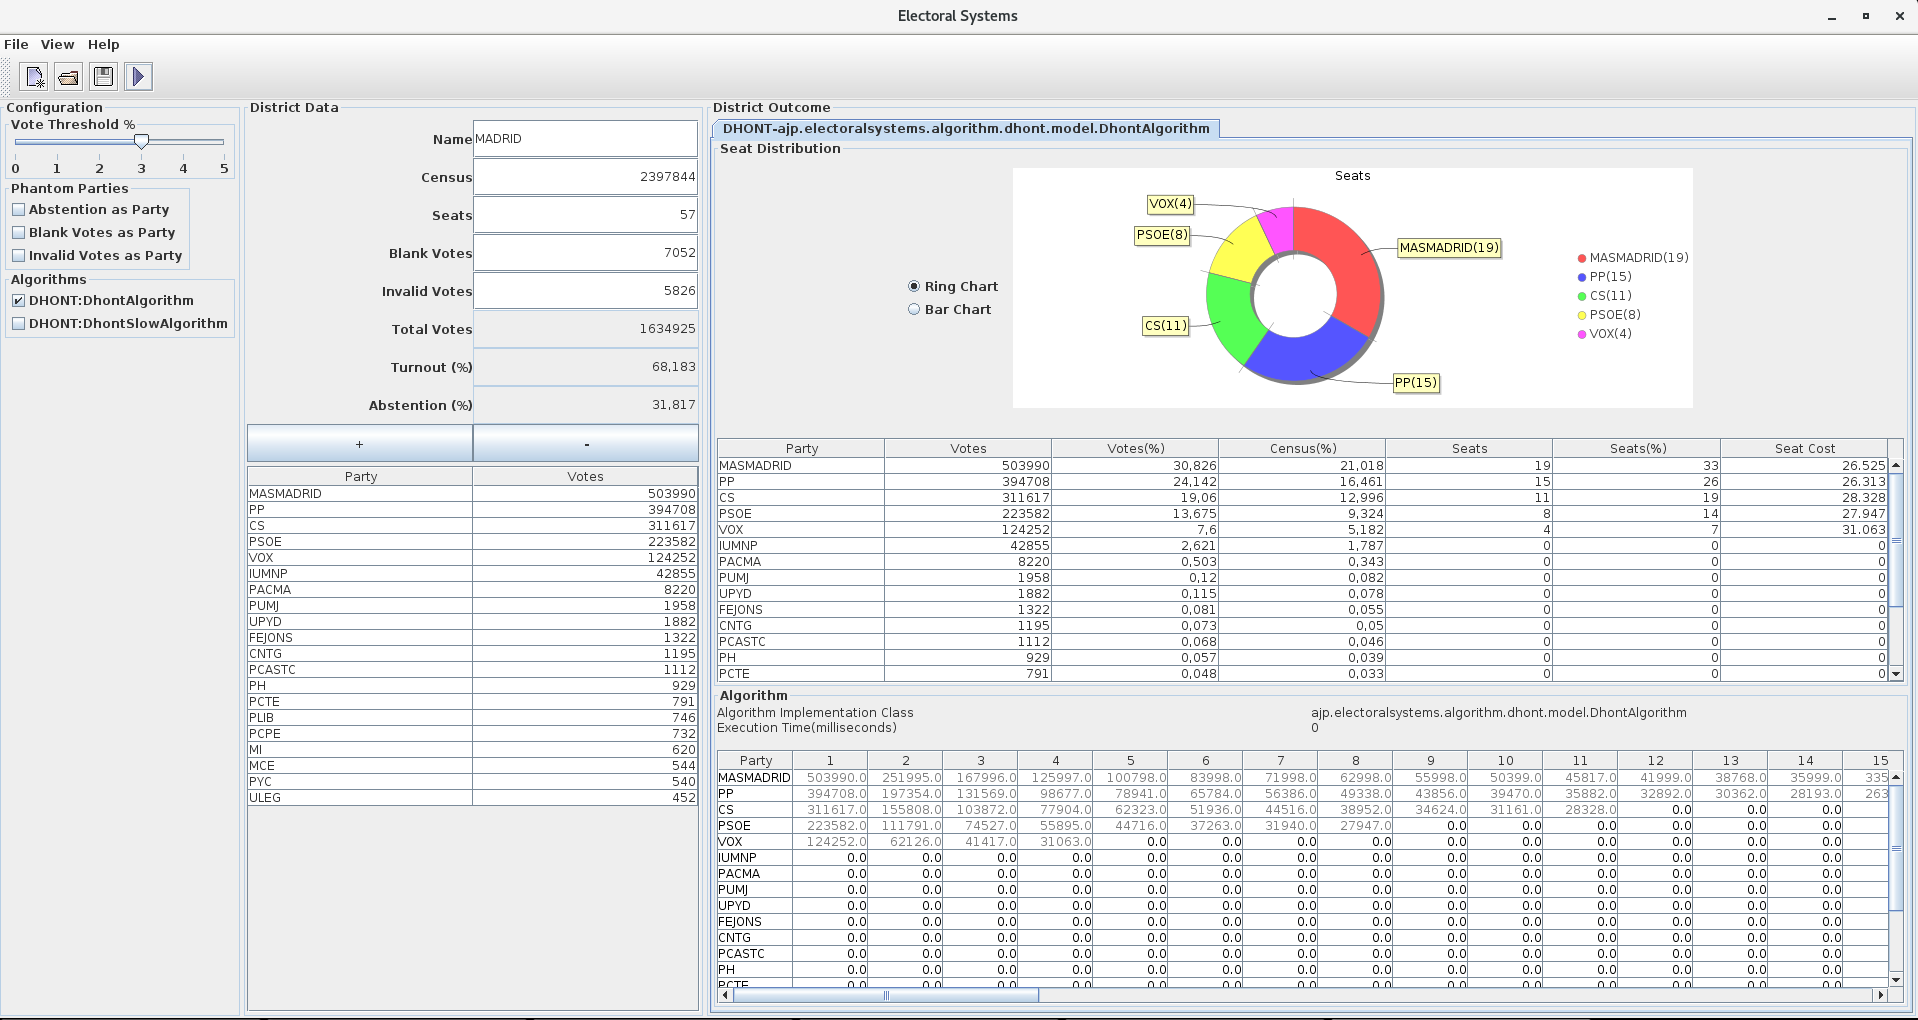 Electoral Systems
File View Help
Configuration
Vote Threshold %
0 1 2 3 4 5
Phantom Parties
Abstention as Party
Blank Votes as Party
Invalid Votes as Party
Algorithms
DHONT:DhontAlgorithm
DHONT:DhontSlowAlgorithm
District Data
Name MADRID
Census 2397844
Seats 57
Blank Votes 7052
Invalid Votes 5826
Total Votes 1634925
Turnout (%) 68,183
Abstention (%) 31,817
+ -
Party Votes
MASMADRID 503990
PP 394708
CS 311617
PSOE 223582
VOX 124252
IUMNP 42855
PACMA 8220
PUMJ 1958
UPYD 1882
FEJONS 1322
CNTG 1195
PCASTC 1112
PH 929
PCTE 791
PLIB 746
PCPE 732
MI 620
MCE 544
PYC 540
ULEG 452
District Outcome
DHONT-ajp.electoralsystems.algorithm.dhont.model.DhontAlgorithm
Seat Distribution
Ring Chart
Bar Chart
Seats
VOX(4)
PSOE(8)
MASMADRID(19)
CS(11)
PP(15)
MASMADRID(19)
PP(15)
CS(11)
PSOE(8)
VOX(4)
Party Votes Votes(%) Census(%) Seats Seats(%) Seat Cost
MASMADRID 503990 30,826 21,018 19 33 26.525
PP 394708 24,142 16,461 15 26 26.313
CS 311617 19,06 12,996 11 19 28.328
PSOE 223582 13,675 9,324 8 14 27.947
VOX 124252 7,6 5,182 4 7 31.063
IUMNP 42855 2,621 1,787 0 0 0
PACMA 8220 0,503 0,343 0 0 0
PUMJ 1958 0,12 0,082 0 0 0
UPYD 1882 0,115 0,078 0 0 0
FEJONS 1322 0,081 0,055 0 0 0
CNTG 1195 0,073 0,05 0 0 0
PCASTC 1112 0,068 0,046 0 0 0
PH 929 0,057 0,039 0 0 0
PCTE 791 0,048 0,033 0 0 0
Algorithm
Algorithm Implementation Class ajp.electoralsystems.algorithm.dhont.model.DhontAlgorithm
Execution Time(milliseconds) 0
Party 1 2 3 4 5 6 7 8 9 10 11 12 13 14 15
MASMADRID 503990.0 251995.0 167996.0 125997.0 100798.0 83998.0 71998.0 62998.0 55998.0 50399.0 45817.0 41999.0 38768.0 35999.0 335
PP 394708.0 197354.0 131569.0 98677.0 78941.0 65784.0 56386.0 49338.0 43856.0 39470.0 35882.0 32892.0 30362.0 28193.0 263
CS 311617.0 155808.0 103872.0 77904.0 62323.0 51936.0 44516.0 38952.0 34624.0 31161.0 28328.0 0.0 0.0 0.0
PSOE 223582.0 111791.0 74527.0 55895.0 44716.0 37263.0 31940.0 27947.0 0.0 0.0 0.0 0.0 0.0 0.0
VOX 124252.0 62126.0 41417.0 31063.0 0.0 0.0 0.0 0.0 0.0 0.0 0.0 0.0 0.0 0.0
IUMNP 0.0 0.0 0.0 0.0 0.0 0.0 0.0 0.0 0.0 0.0 0.0 0.0 0.0 0.0
PACMA 0.0 0.0 0.0 0.0 0.0 0.0 0.0 0.0 0.0 0.0 0.0 0.0 0.0 0.0
PUMJ 0.0 0.0 0.0 0.0 0.0 0.0 0.0 0.0 0.0 0.0 0.0 0.0 0.0 0.0
UPYD 0.0 0.0 0.0 0.0 0.0 0.0 0.0 0.0 0.0 0.0 0.0 0.0 0.0 0.0
FEJONS 0.0 0.0 0.0 0.0 0.0 0.0 0.0 0.0 0.0 0.0 0.0 0.0 0.0 0.0
CNTG 0.0 0.0 0.0 0.0 0.0 0.0 0.0 0.0 0.0 0.0 0.0 0.0 0.0 0.0
PCASTC 0.0 0.0 0.0 0.0 0.0 0.0 0.0 0.0 0.0 0.0 0.0 0.0 0.0 0.0
PH 0.0 0.0 0.0 0.0 0.0 0.0 0.0 0.0 0.0 0.0 0.0 0.0 0.0 0.0
PCTE 0.0 0.0 0.0 0.0 0.0 0.0 0.0 0.0 0.0 0.0 0.0 0.0 0.0 0.0